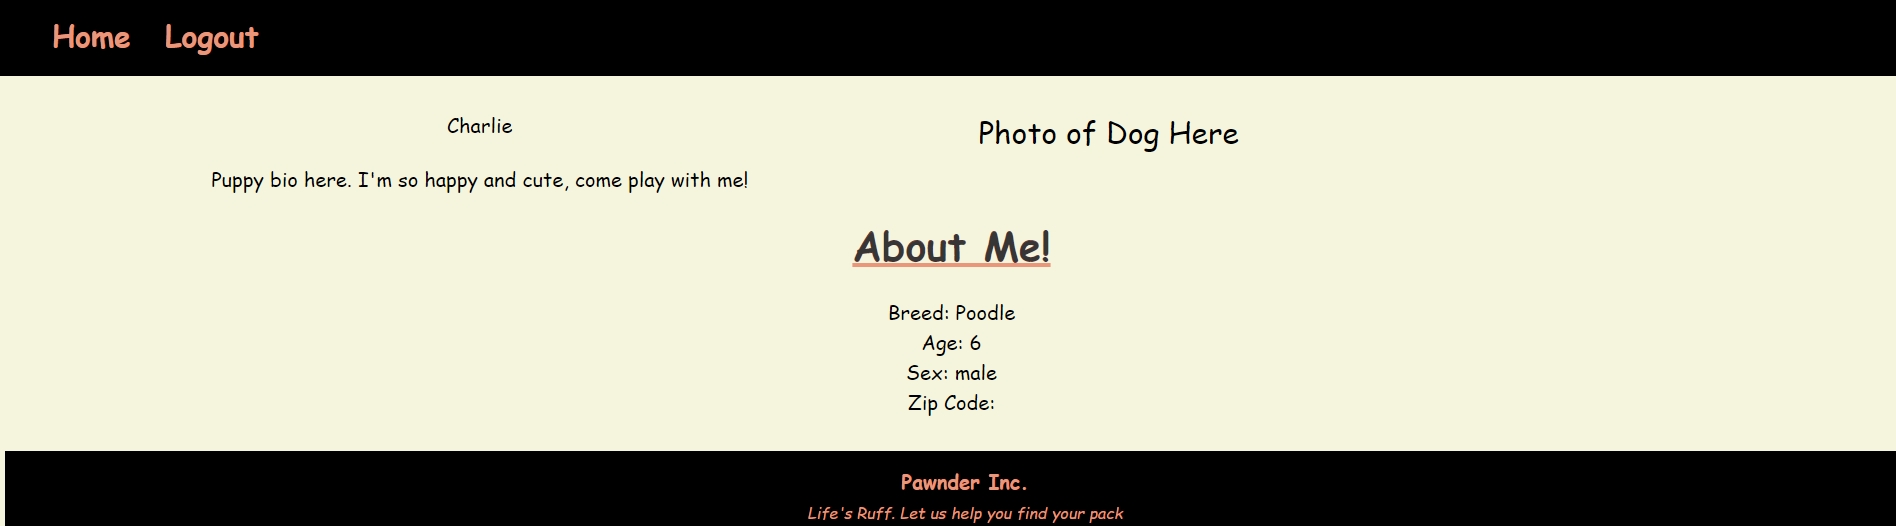 Home Logout
Charlie
Photo of Dog Here
Puppy bio here. I'm so happy and cute, come play with me!
About Me!
Breed: Poodle
Age: 6
Sex: male
Zip Code:
Pawnder Inc.
Life's Ruff. Let us help you find your pack